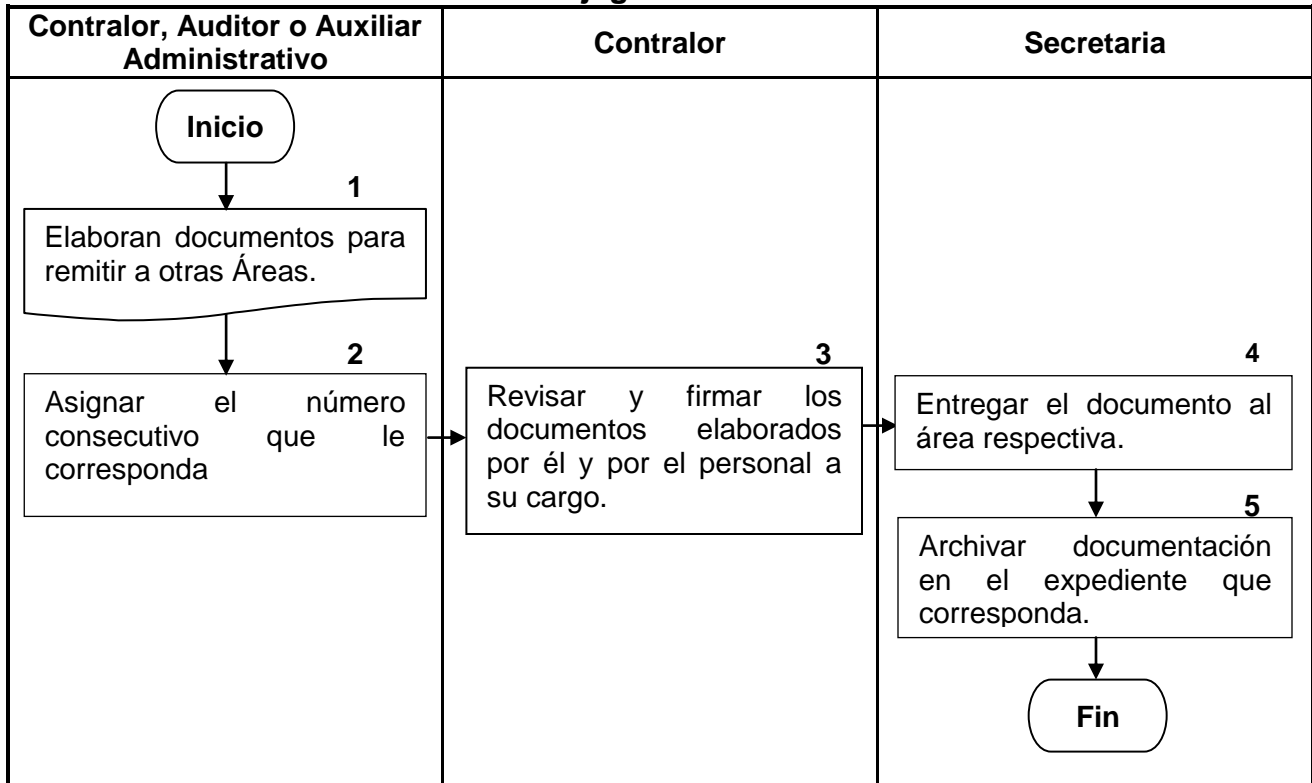 Contralor, Auditor o Auxiliar
Administrativo
Contralor
Secretaria
Inicio
1
Elaboran documentos para
remitir a otras Áreas.
2
Asignar el número
consecutivo que le
corresponda
3
Revisar y firmar los
documentos elaborados
por él y por el personal a
su cargo.
4
Entregar el documento al
área respectiva.
5
Archivar documentación
en el expediente que
corresponda.
Fin